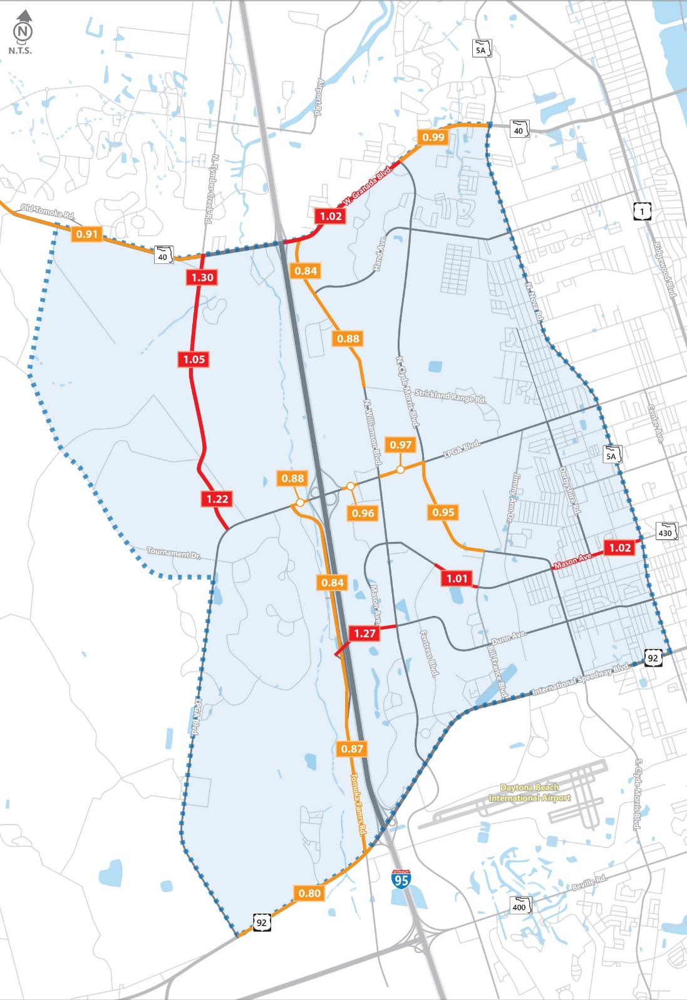 N
N.T.S.
5A
Airport Rd.
40
0.99
N. Tymber Creek Rd.
W. Granada Blvd.
Old Tomoka Rd.
1
1.02
0.91
40
Hand Ave.
Ridgewood Blvd.
1.30
0.84
N. Nova Rd.
0.88
1.05
N. Clyde Morris Blvd.
Strickland Range Rd.
N. Williamson Blvd.
Center Ave.
0.97
LPGA Blvd.
5A
0.88
Jimmy Ann Dr.
Derbyshire Rd.
1.22
0.96
0.95
430
1.02
Tournament Dr.
Mason Ave.
1.01
0.84
Mason Ave.
1.27
Dunn Ave.
Fentress Blvd.
Bill France Blvd.
92
International Speedway Blvd.
LPGA Blvd.
0.87
Tomoka Famrs Rd.
S. Clyde Morris Blvd.
Daytona Beach
International Airport
INTERSTATE
95
Beville Rd.
0.80
400
92